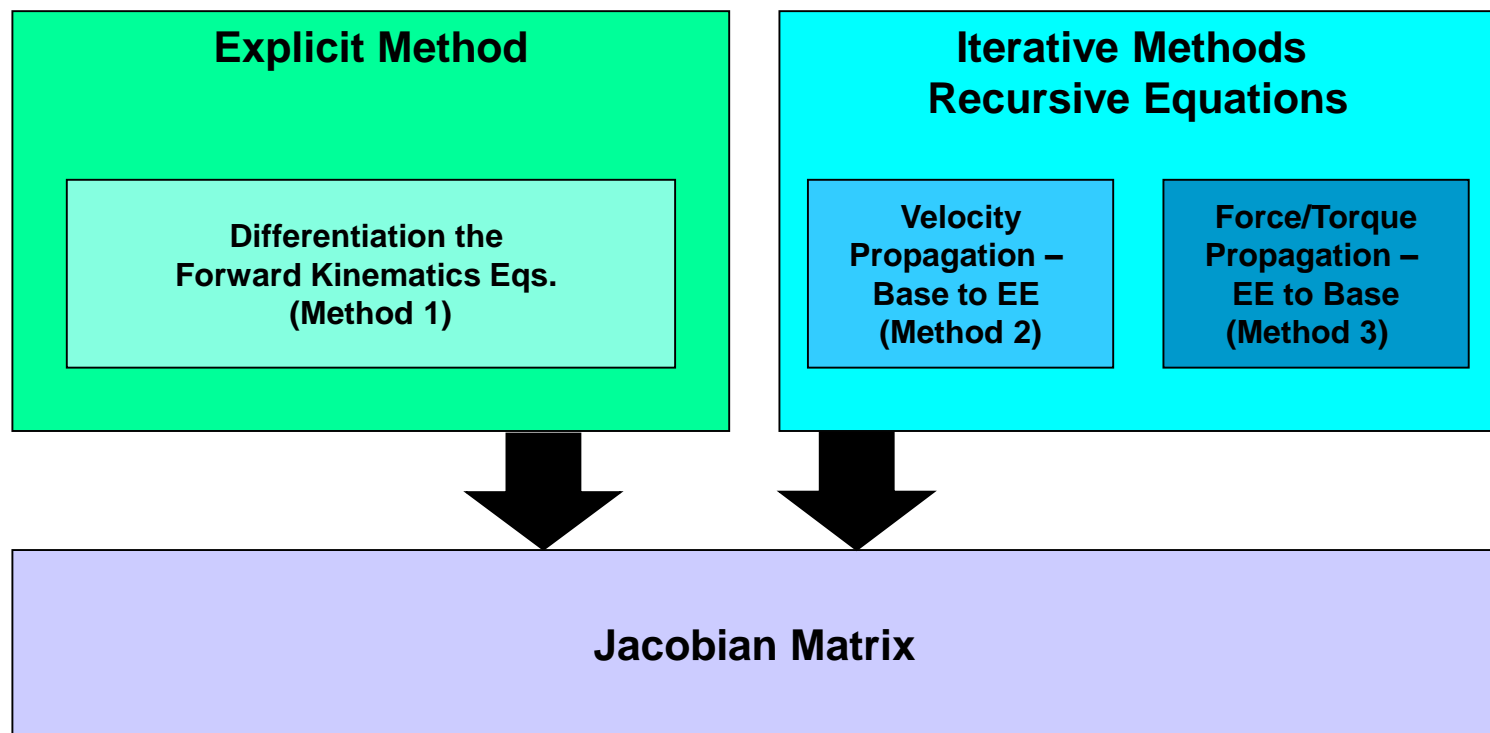 Explicit Method
Differentiation the
Forward Kinematics Eqs.
(Method 1)
Iterative Methods
Recursive Equations
Velocity
Propagation –
Base to EE
(Method 2)
Force/Torque
Propagation –
EE to Base
(Method 3)
Jacobian Matrix